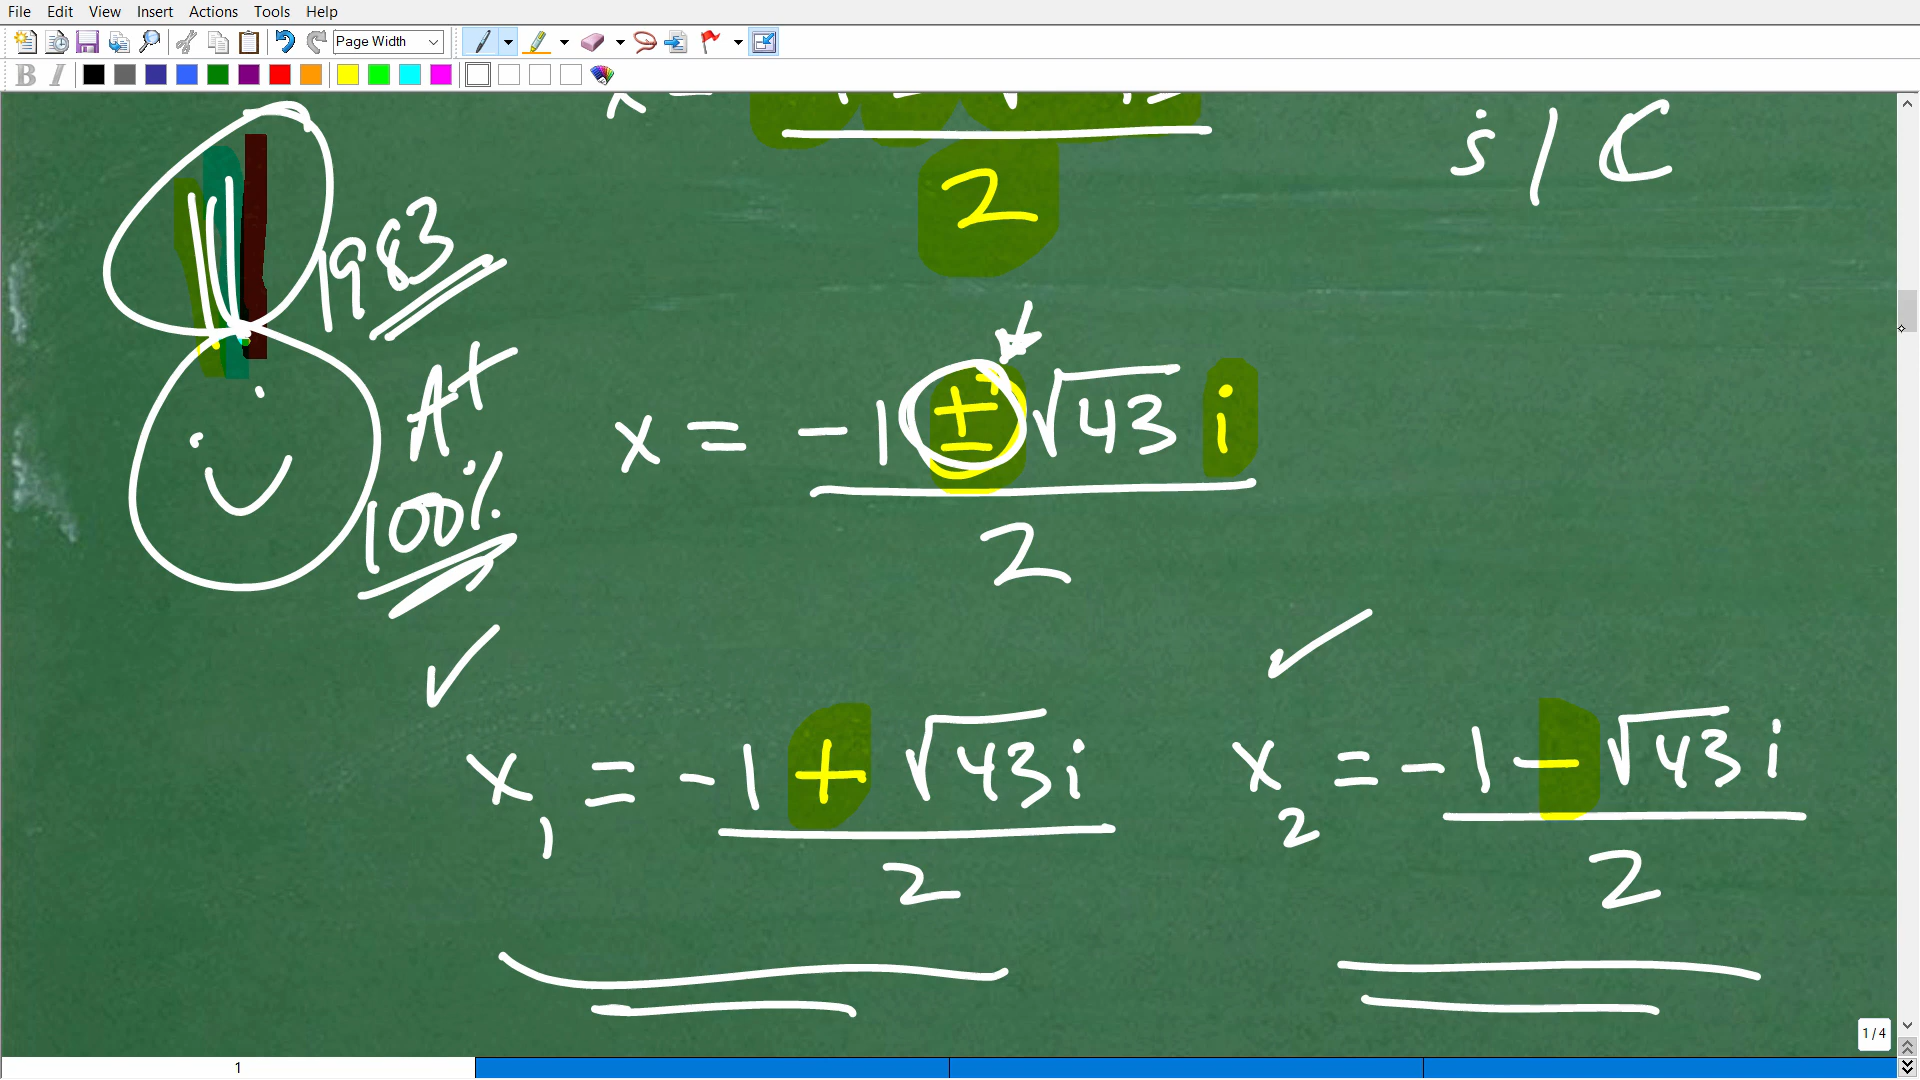 File Edit View Insert Actions Tools Help
Page Width
B I
2
i / C
1983
x = -1 ± √43 i
2
A+
100%
x₁ = -1 + √43 i
2
x₂ = -1 - √43 i
2
1 / 4
1